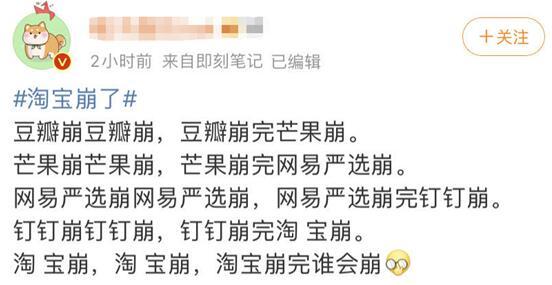 2小时前 来自即刻笔记 已编辑
+关注
#淘宝崩了#
豆瓣崩豆瓣崩，豆瓣崩完芒果崩。
芒果崩芒果崩，芒果崩完网易严选崩。
网易严选崩网易严选崩，网易严选崩完钉钉崩。
钉钉崩钉钉崩，钉钉崩完淘 宝崩。
淘 宝崩，淘 宝崩，淘宝崩完谁会崩